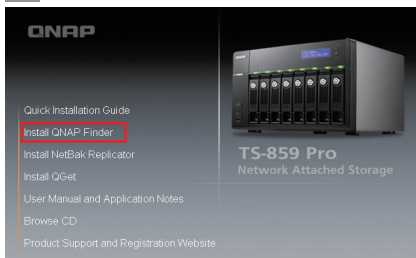 QNAP
Quick Installation Guide
Install QNAP Finder
Install NetBak Replicator
Install QGet
User Manual and Application Notes
Browse CD
Product Support and Registration Website
TS-859 Pro
Network Attached Storage